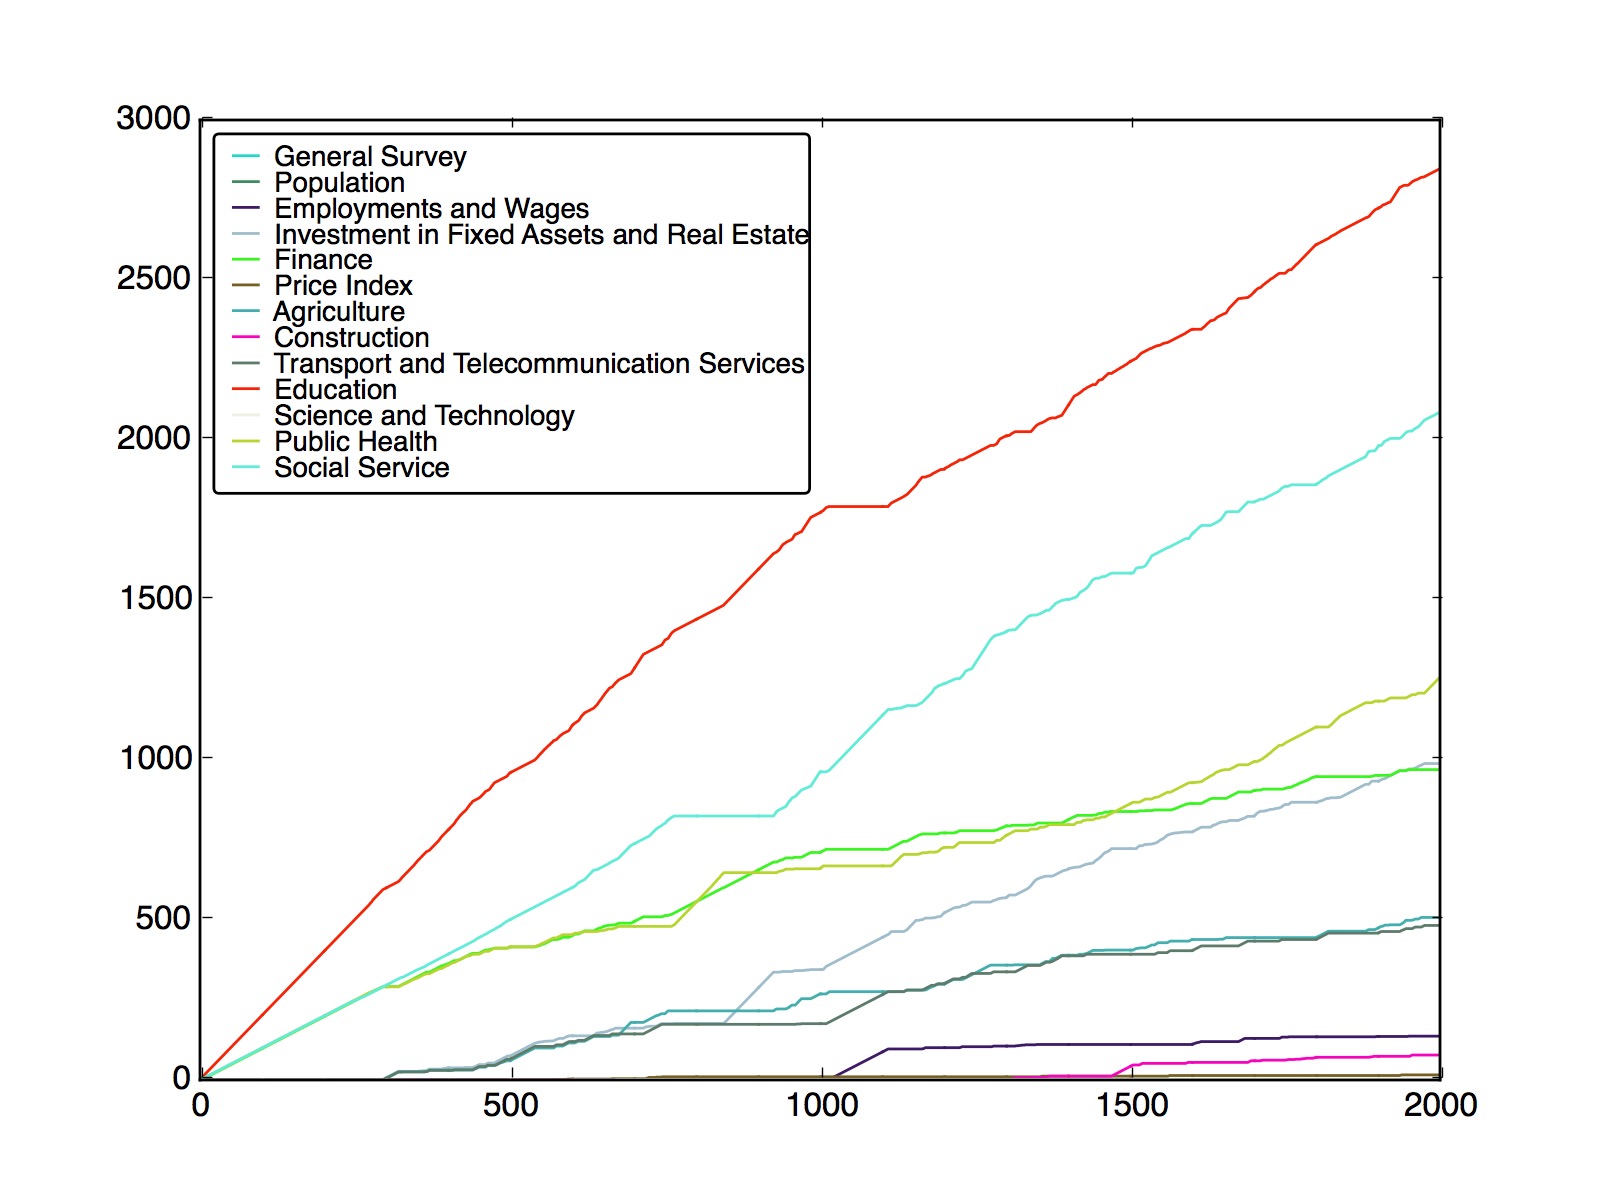 3000
2500
2000
1500
1000
500
0
General Survey
Population
Employments and Wages
Investment in Fixed Assets and Real Estate
Finance
Price Index
Agriculture
Construction
Transport and Telecommunication Services
Education
Science and Technology
Public Health
Social Service
0 500 1000 1500 2000